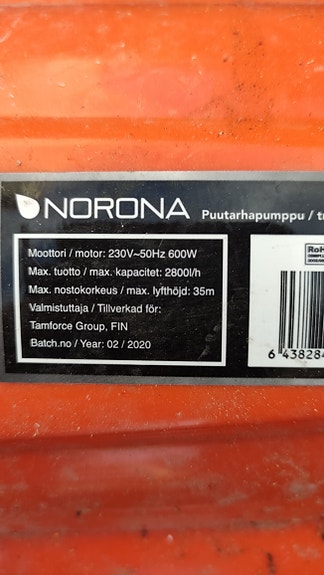 NORONA Puutarhapumppu /
Moottori / motor: 230V~50Hz 600W
Max. tuotto / max. kapacitet: 2800l/h
Max. nostokorkeus / max. lyfthöjd: 35m
Valmistuttaja / Tillverkad för:
Tamforce Group, FIN
Batch.no / Year: 02 / 2020
RoHS
6 438284